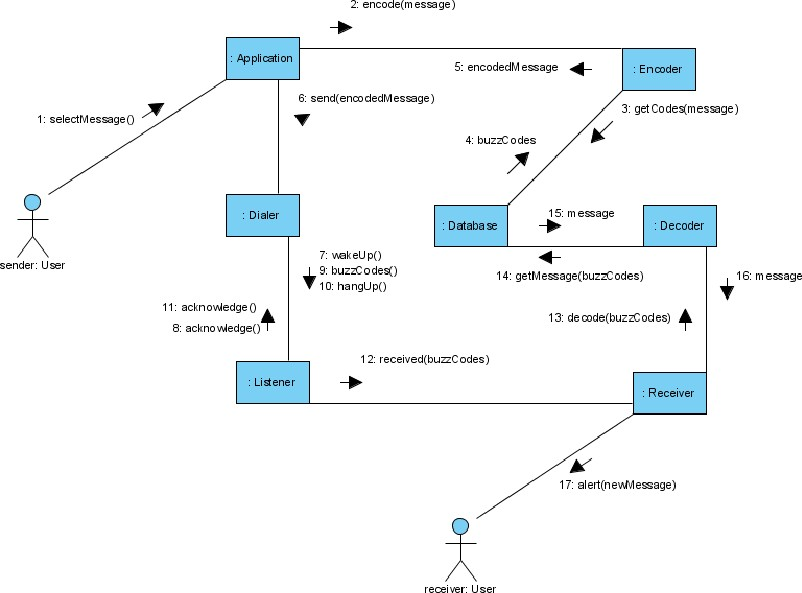 2: encode(message)
: Application
5: encodedMessage
: Encoder
6: send(encodedMessage)
3: getCodes(message)
1: selectMessage()
4: buzzCodes
: Dialer
15: message
: Database
: Decoder
sender: User
7: wakeUp()
9: buzzCodes()
10: hangUp()
14: getMessage(buzzCodes)
16: message
11: acknowledge()
8: acknowledge()
13: decode(buzzCodes)
12: received(buzzCodes)
: Listener
: Receiver
17: alert(newMessage)
receiver: User